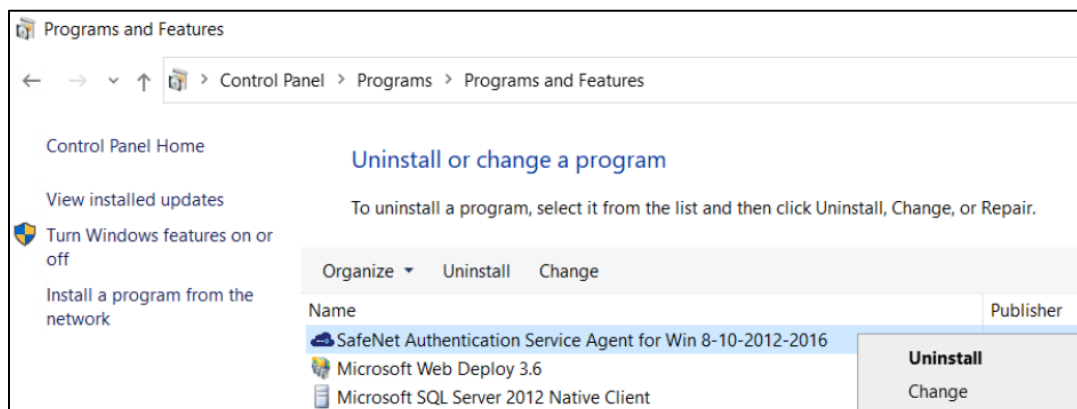 Programs and Features
Control Panel > Programs > Programs and Features
Control Panel Home
Uninstall or change a program
View installed updates
To uninstall a program, select it from the list and then click Uninstall, Change, or Repair.
Turn Windows features on or
off
Install a program from the
network
Organize Uninstall Change
Name Publisher
SafeNet Authentication Service Agent for Win 8-10-2012-2016
Uninstall
Microsoft Web Deploy 3.6
Change
Microsoft SQL Server 2012 Native Client